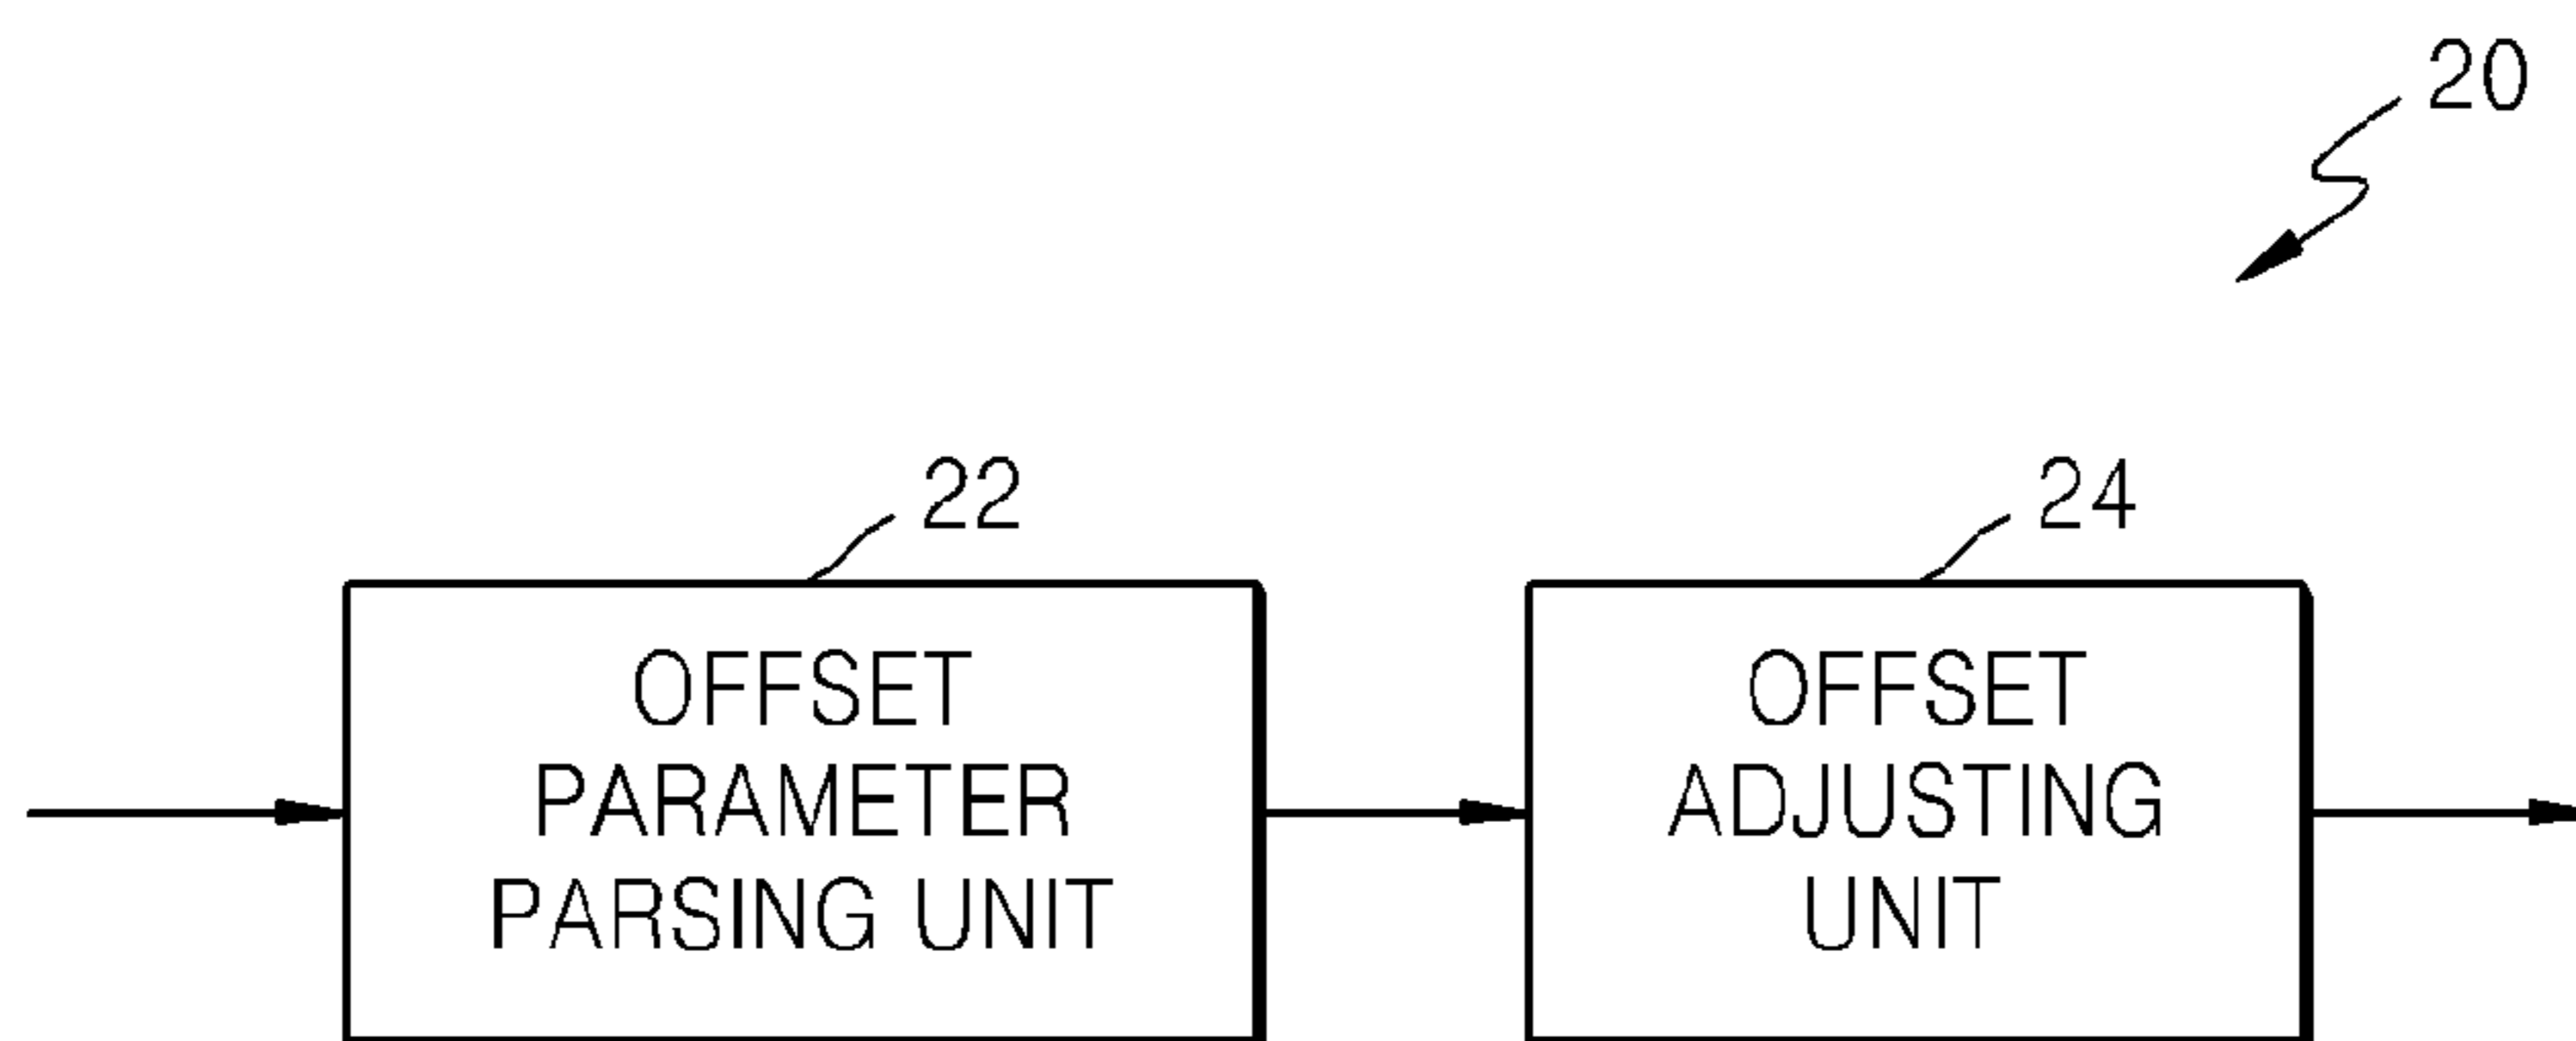 20
22
24
OFFSET
PARAMETER
PARSING UNIT
OFFSET
ADJUSTING
UNIT